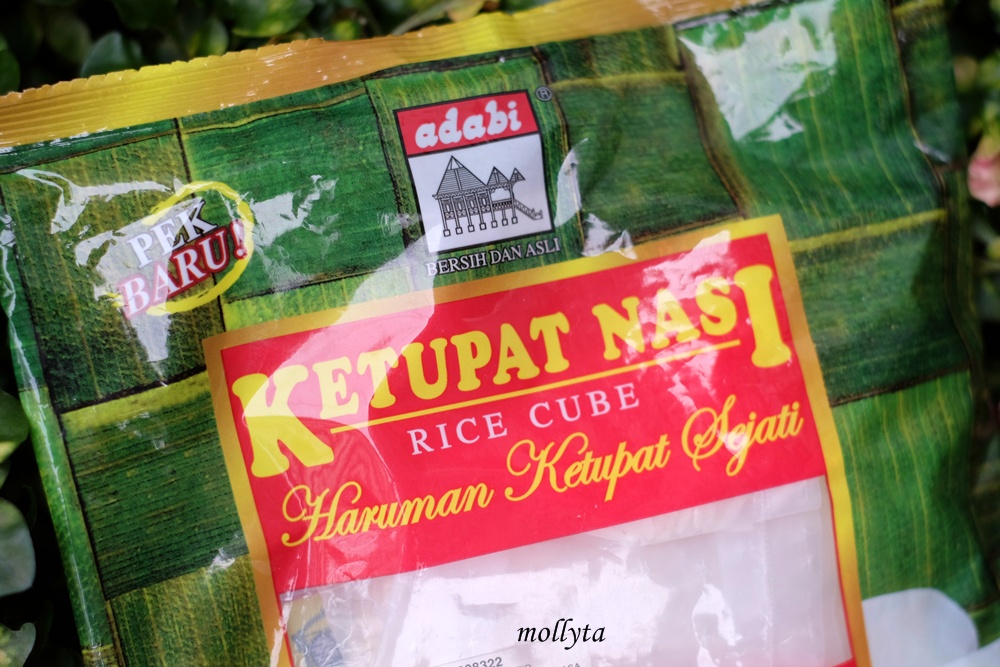 adabi
®
BERSIH DAN ASLI
PEK
BARU!
KETUPAT NASI
RICE CUBE
Haruman Ketupat Sejati
mollyta